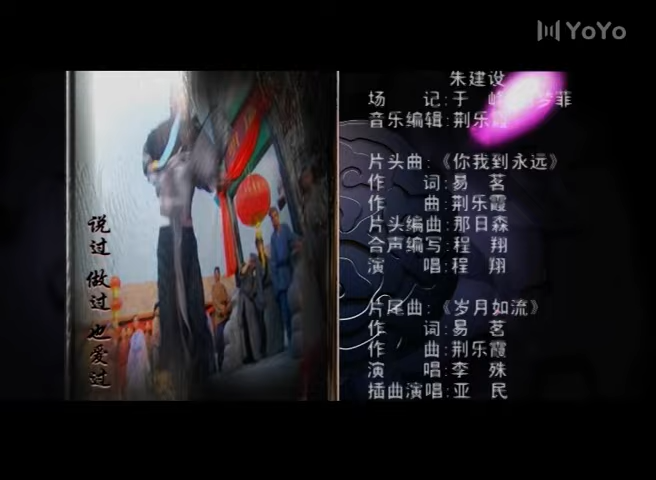 YoYo
朱建设
场 记:于 菲
音乐编辑:荆乐霞
片头曲:《你我到永远》
作 词:易 茗
作 曲:荆乐霞
片头编曲:那日森
合声编写:程 翔
演 唱:程 翔
片尾曲:《岁月如流》
作 词:易 茗
作 曲:荆乐霞
演 唱:李 殊
插曲演唱:亚 民
说过 做过 也爱过